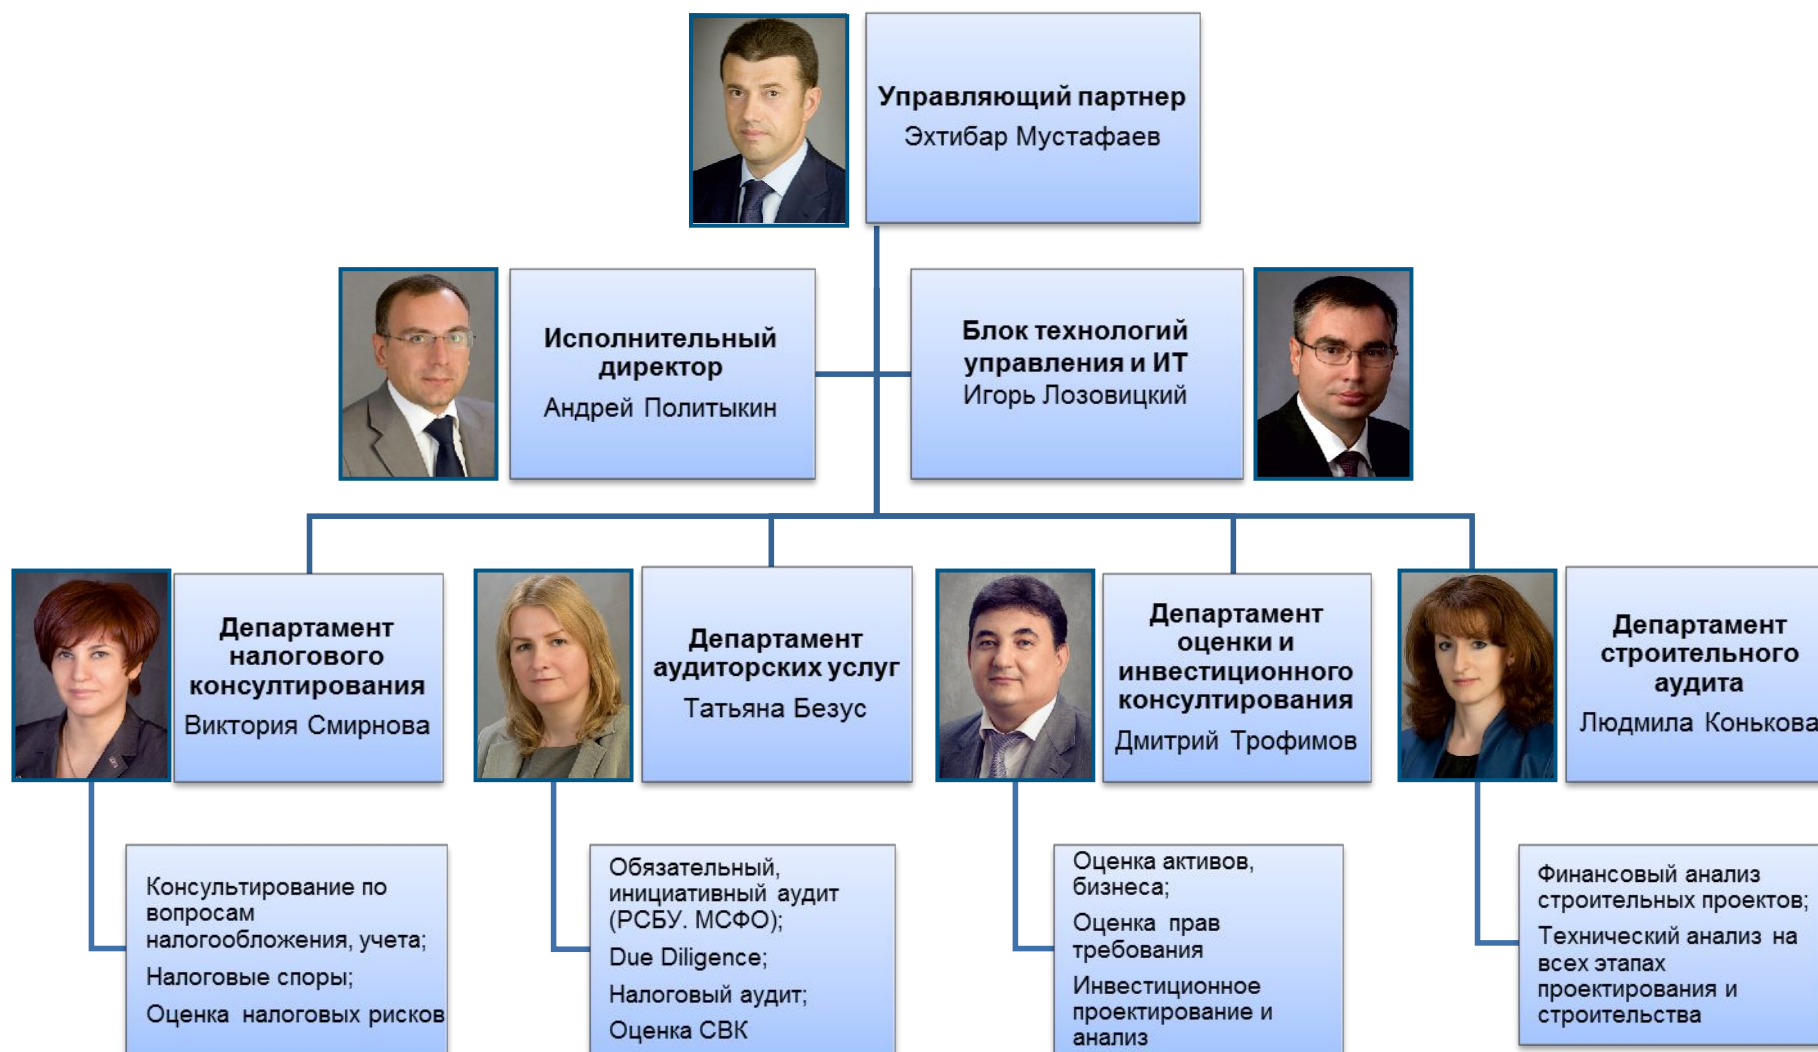 Управляющий партнер
Эхтибар Мустафаев
Исполнительный
директор
Андрей Политыкин
Блок технологий
управления и ИТ
Игорь Лозовицкий
Департамент
налогового
консултирования
Виктория Смирнова
Департамент
аудиторских услуг
Татьяна Безус
Департамент
оценки и
инвестиционного
консултирования
Дмитрий Трофимов
Департамент
строительного
аудита
Людмила Конькова
Консультирование по
вопросам
налогообложения, учета;
Налоговые споры;
Оценка налоговых рисков
Обязательный,
инициативный аудит
(РСБУ. МСФО);
Due Diligence;
Налоговый аудит;
Оценка СВК
Оценка активов,
бизнеса;
Оценка прав
требования
Инвестиционное
проектирование и
анализ
Финансовый анализ
строительных проектов;
Технический анализ на
всех этапах
проектирования и
строительства